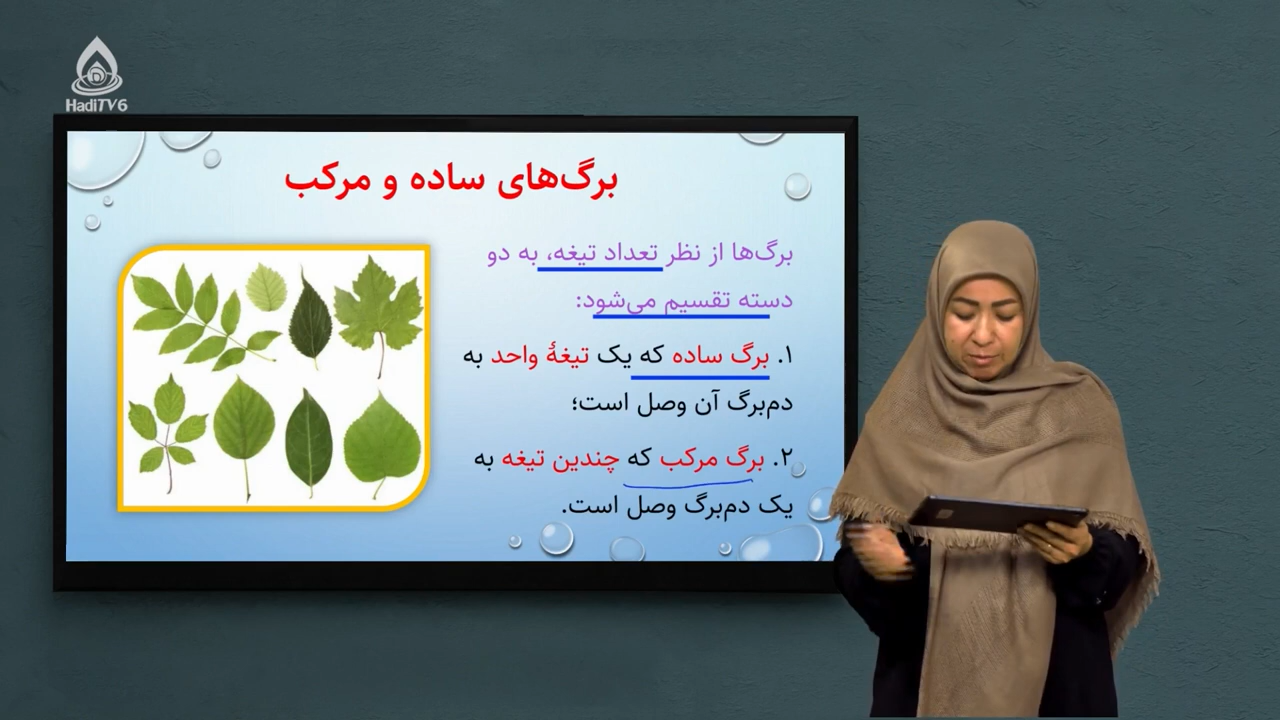 HadiTV6
برگ‌های ساده و مرکب
برگ‌ها از نظر تعداد تیغه، به دو
دسته تقسیم می‌شود:
۱. برگ ساده که یک تیغهٔ واحد به
دم‌برگ آن وصل است؛
۲. برگ مرکب که چندین تیغه به
یک دم‌برگ وصل است.